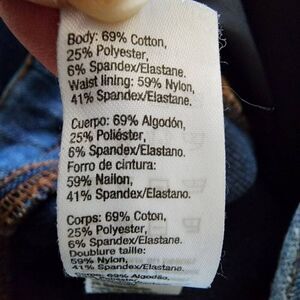 Body: 69% Cotton,
25% Polyester,
6% Spandex/Elastane.
Waist lining: 59% Nylon,
41% Spandex/Elastane.
Cuerpo: 69% Algodón,
25% Poliéster,
6% Spandex/Elastano.
Forro de cintura:
59% Nailon,
41% Spandex/Elastano.
Corps: 69% Coton,
25% Polyester,
6% Spandex/Elastane.
Doublure taille:
59% Nylon,
41% Spandex/Elastane.